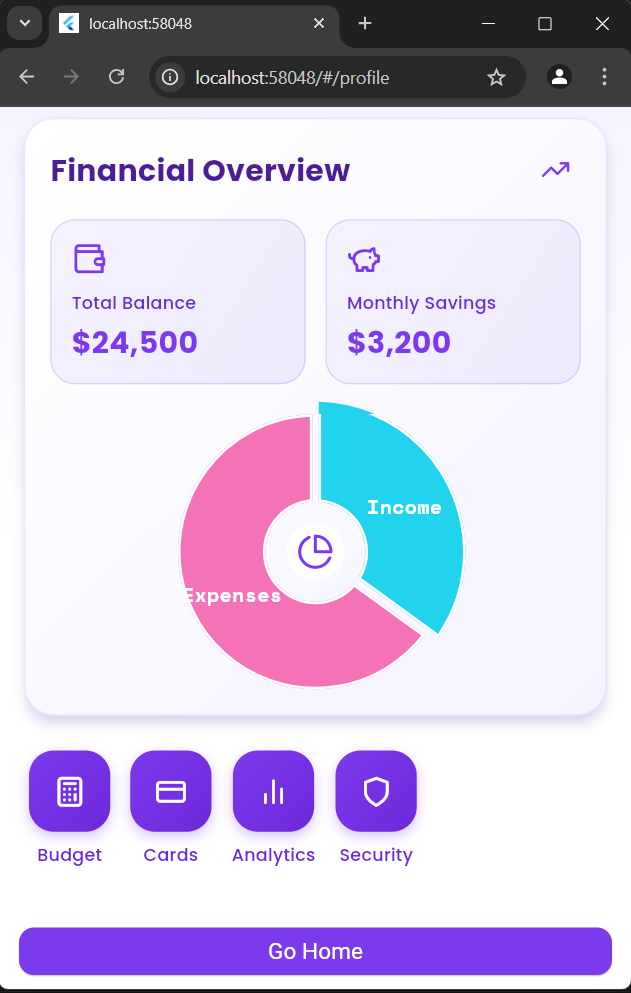 localhost:58048
localhost:58048/#/profile
Financial Overview
Total Balance
$24,500
Monthly Savings
$3,200
Income
Expenses
Budget
Cards
Analytics
Security
Go Home